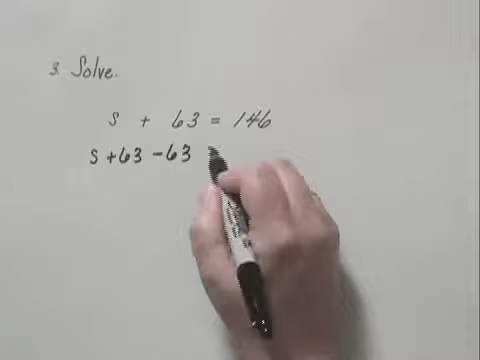 3. Solve.
s + 63 = 146
s + 63 - 63